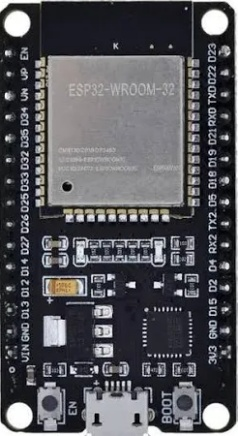 K
ESP32-WROOM-32
EN
UP
VN
D34
D35
D32
D33
D25
D26
D27
D14
D12
D13
GND
VIN
D23
D22
TXD
RXD
D21
D19
D18
D5
TX2
RX2
D4
D2
D15
GND
3V3
EN
BOOT